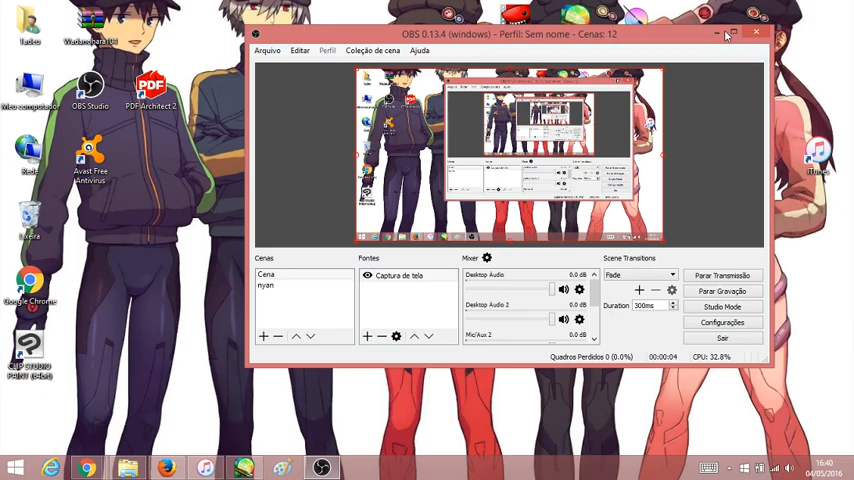 OBS 0.13.4 (windows) - Perfil: Sem nome - Cenas: 12
Arquivo Editar Perfil Coleção de cena Ajuda
Tadeu
Meu computador
OBS Studio
PDF Architect 2
Rede
Avast Free Antivirus
Lixeira
Google Chrome
CLIP STUDIO PAINT (64bit)
iTunes
Cenas
Cena
nyan
Fontes
Captura de tela
Mixer
Desktop Áudio 0.0 dB
Desktop Áudio 2 0.0 dB
Mic/Aux 2 0.0 dB
Scene Transitions
Fade
Duration 300ms
Parar Transmissão
Parar Gravação
Studio Mode
Configurações
Sair
Quadros Perdidos 0 (0.0%) 00:00:04 CPU: 32.8%
16:40
04/05/2016